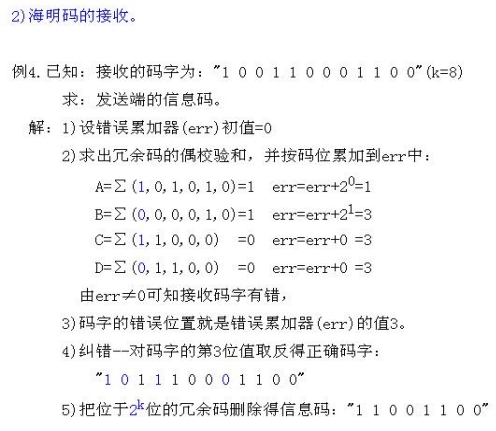 2)海明码的接收。
例4.已知：接收的码字为："1 0 0 1 1 0 0 0 1 1 0 0"(k=8)
求：发送端的信息码。
解：1)设错误累加器(err)初值=0
2)求出冗余码的偶校验和，并按码位累加到err中：
A=∑(1,0,1,0,1,0)=1 err=err+2⁰=1
B=∑(0,0,0,0,1,0)=1 err=err+2¹=3
C=∑(1,1,0,0,0) =0 err=err+0 =3
D=∑(0,1,1,0,0) =0 err=err+0 =3
由err≠0可知接收码字有错，
3)码字的错误位置就是错误累加器(err)的值3。
4)纠错--对码字的第3位值取反得正确码字：
"1 0 1 1 1 0 0 0 1 1 0 0"
5)把位于2ᵏ位的冗余码删除得信息码："1 1 0 0 1 1 0 0"